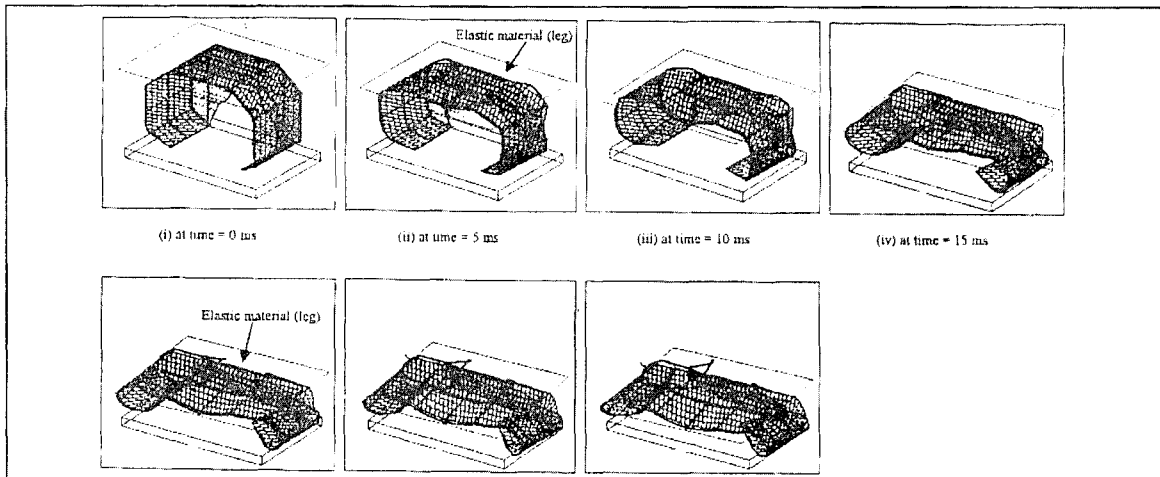 Elastic material (leg)
(i) at time = 0 ms
(ii) at time = 5 ms
(iii) at time = 10 ms
(iv) at time = 15 ms
Elastic material (leg)